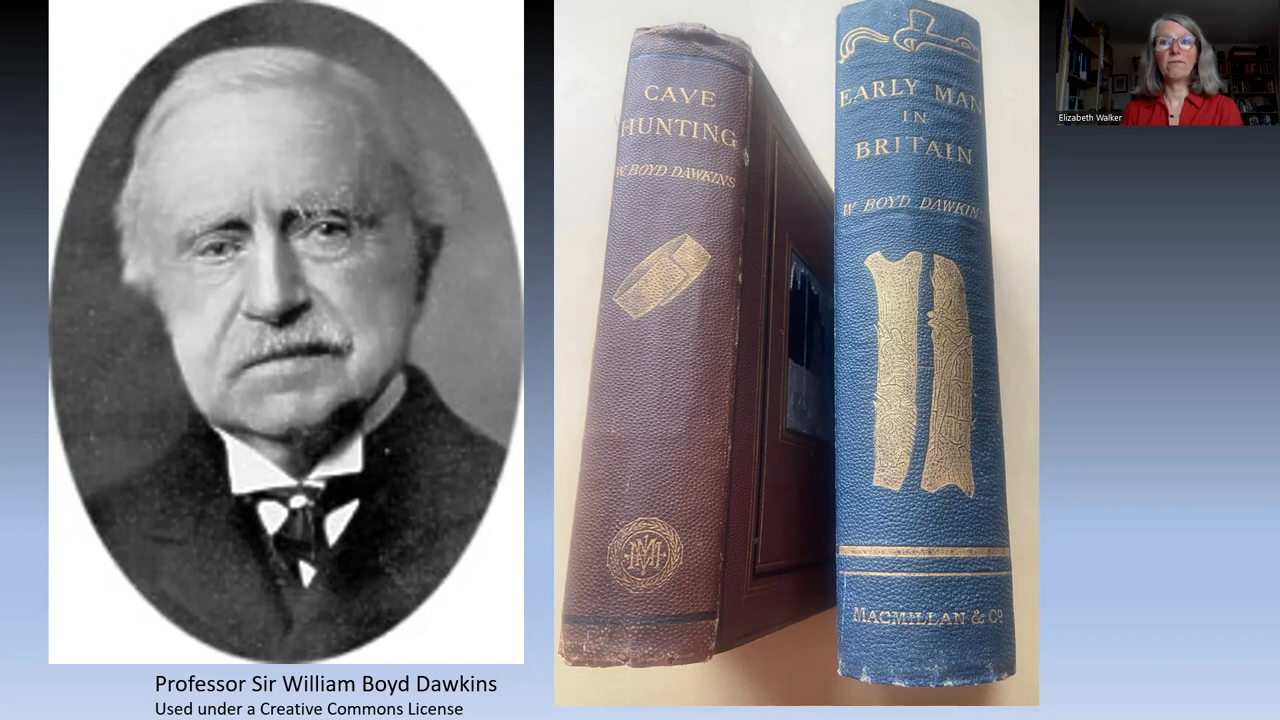 Professor Sir William Boyd Dawkins
Used under a Creative Commons License
CAVE
HUNTING
W. BOYD DAWKINS
EARLY MAN
IN
BRITAIN
W. BOYD DAWKINS
MACMILLAN & Co
Elizabeth Walker